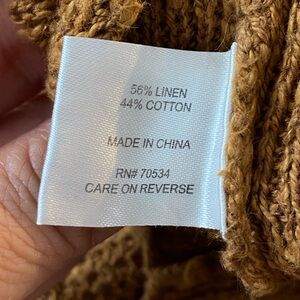 56% LINEN
44% COTTON
MADE IN CHINA
RN# 70534
CARE ON REVERSE